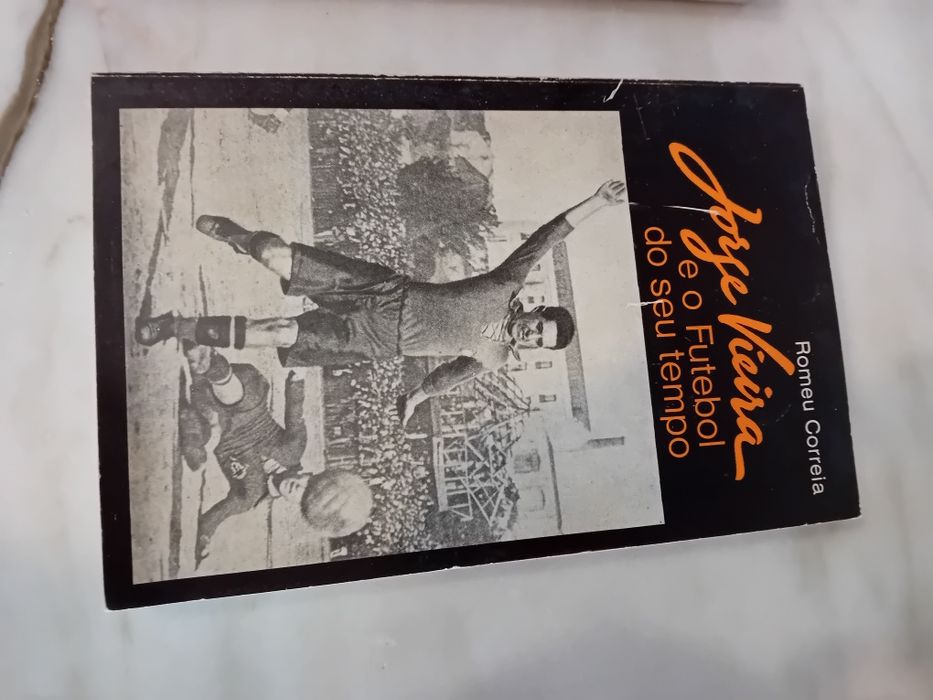 Romeu Correia
Jorge Vieira
e o Futebol
do seu tempo